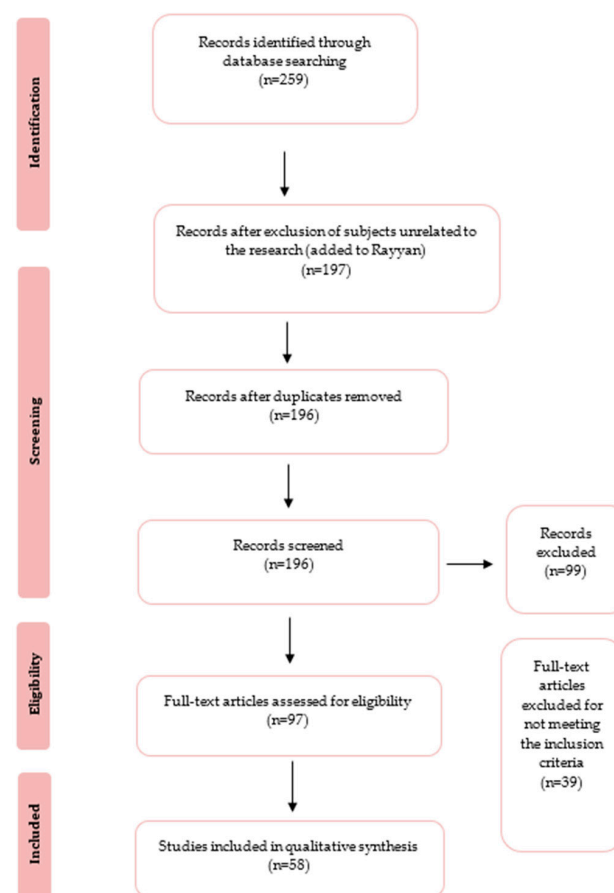 Identification
Records identified through
database searching
(n=259)
Records after exclusion of subjects unrelated to
the research (added to Rayyan)
(n=197)
Screening
Records after duplicates removed
(n=196)
Records screened
(n=196)
Records
excluded
(n=99)
Eligibility
Full-text articles assessed for eligibility
(n=97)
Full-text
articles
excluded for
not meeting
the inclusion
criteria
(n=39)
Included
Studies included in qualitative synthesis
(n=58)